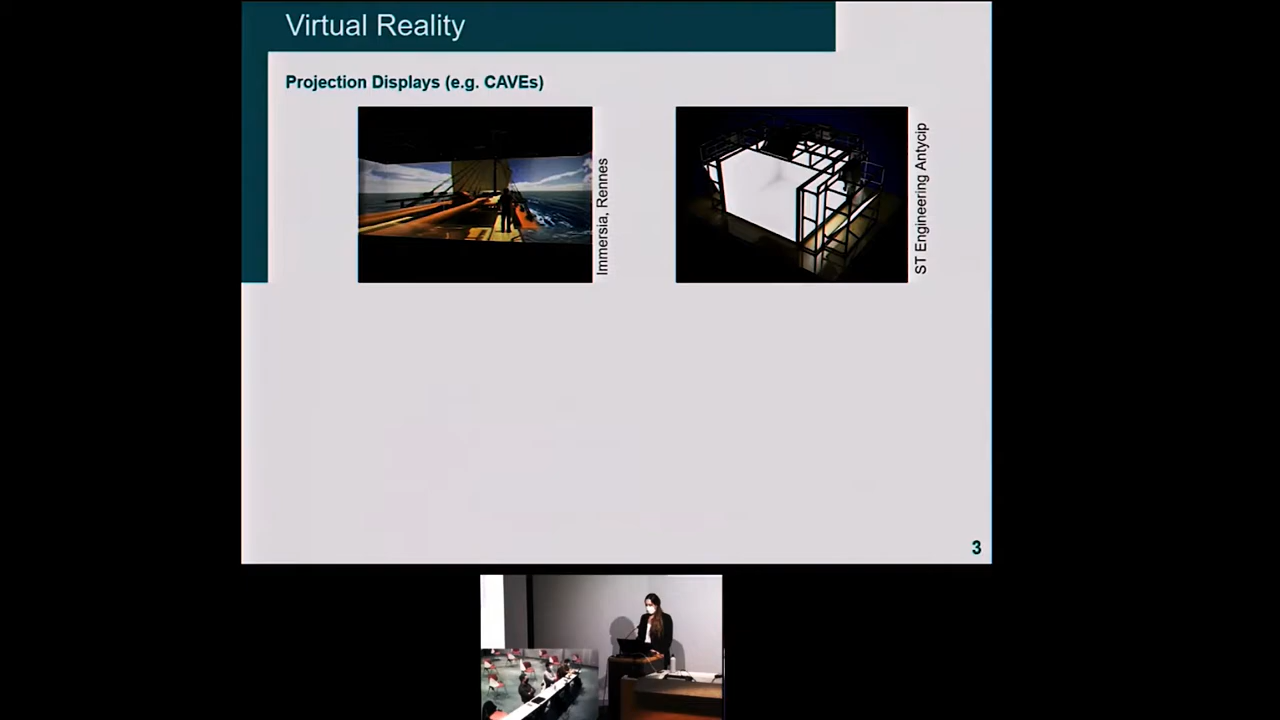 Virtual Reality
Projection Displays (e.g. CAVEs)
Immersia, Rennes
ST Engineering Antycip
3